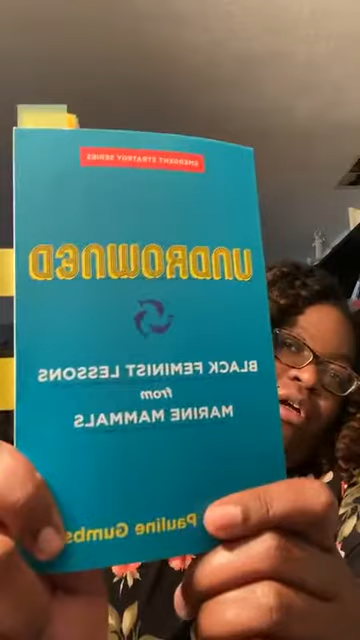 EMERGENT STRATEGY SERIES
UNDROWNED
BLACK FEMINIST LESSONS
from
MARINE MAMMALS
Pauline Gumbs